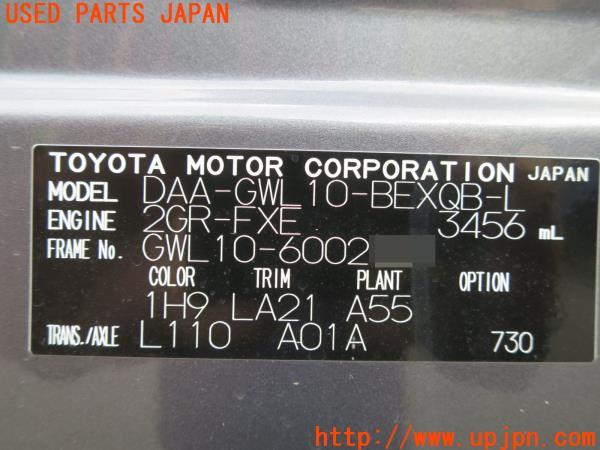 USED PARTS JAPAN
TOYOTA MOTOR CORPORATION JAPAN
MODEL DAA-GWL10-BEXQB-L
ENGINE 2GR-FXE 3456 mL
FRAME No. GWL10-6002
COLOR TRIM PLANT OPTION
1H9 LA21 A55
TRANS./AXLE L110 A01A 730
http://www.upjpn.com/